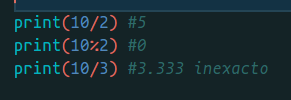 print(10/2) #5
print(10%2) #0
print(10/3) #3.333 inexacto